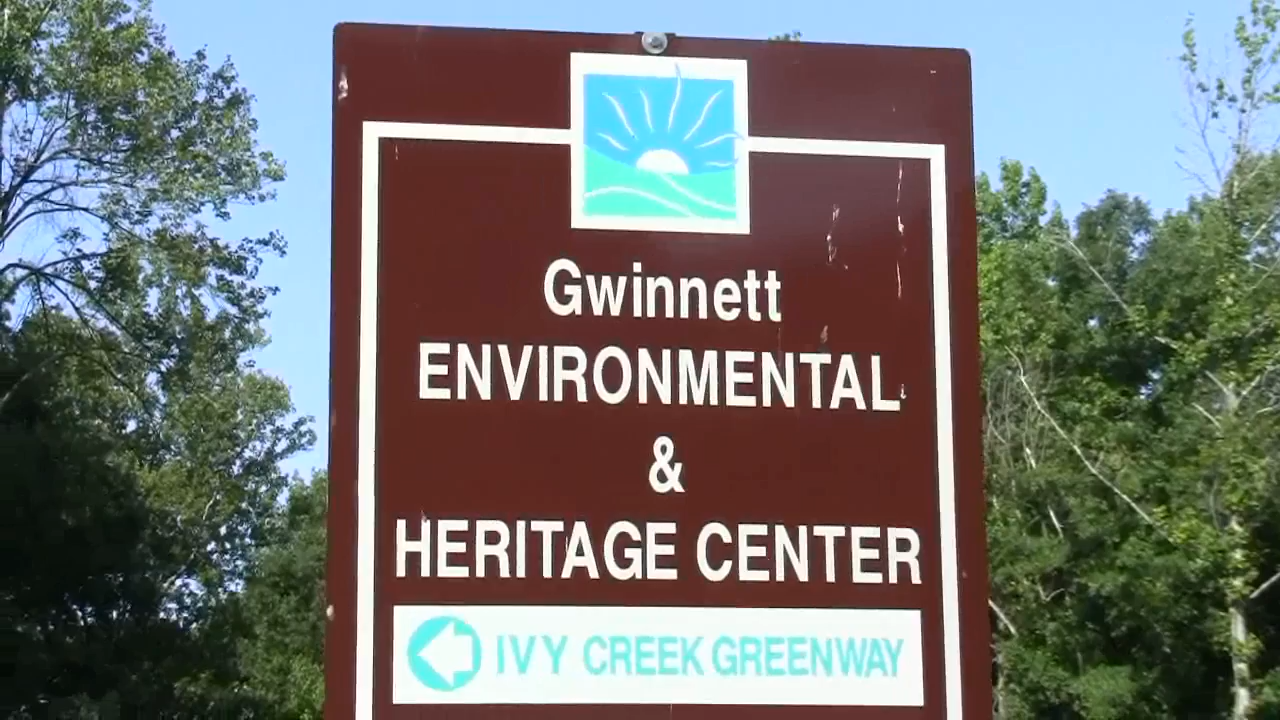 Gwinnett
ENVIRONMENTAL
&
HERITAGE CENTER
IVY CREEK GREENWAY